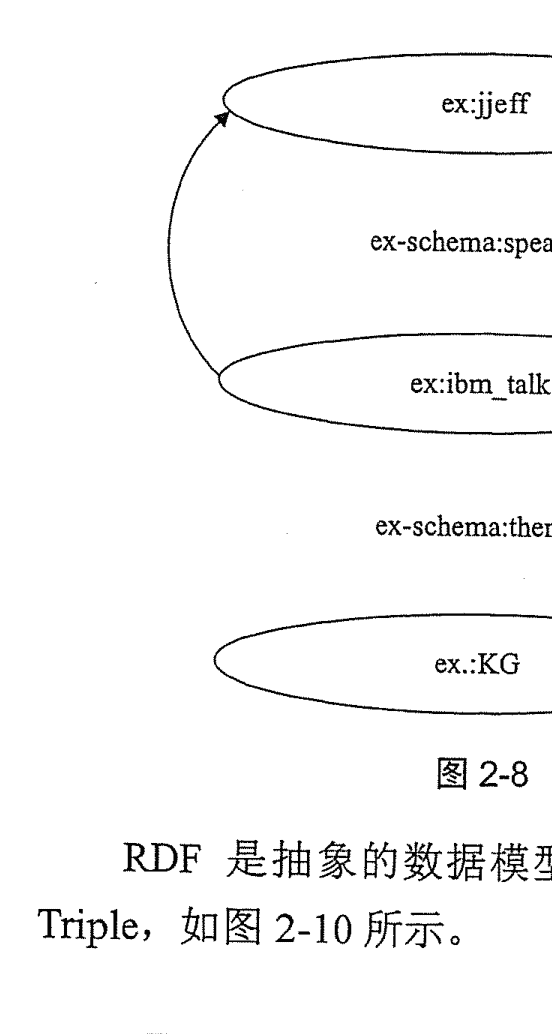 ex:jjeff
ex-schema:spea
ex:ibm_talk
ex-schema:ther
ex.:KG
图 2-8
RDF 是抽象的数据模型
Triple，如图 2-10 所示。